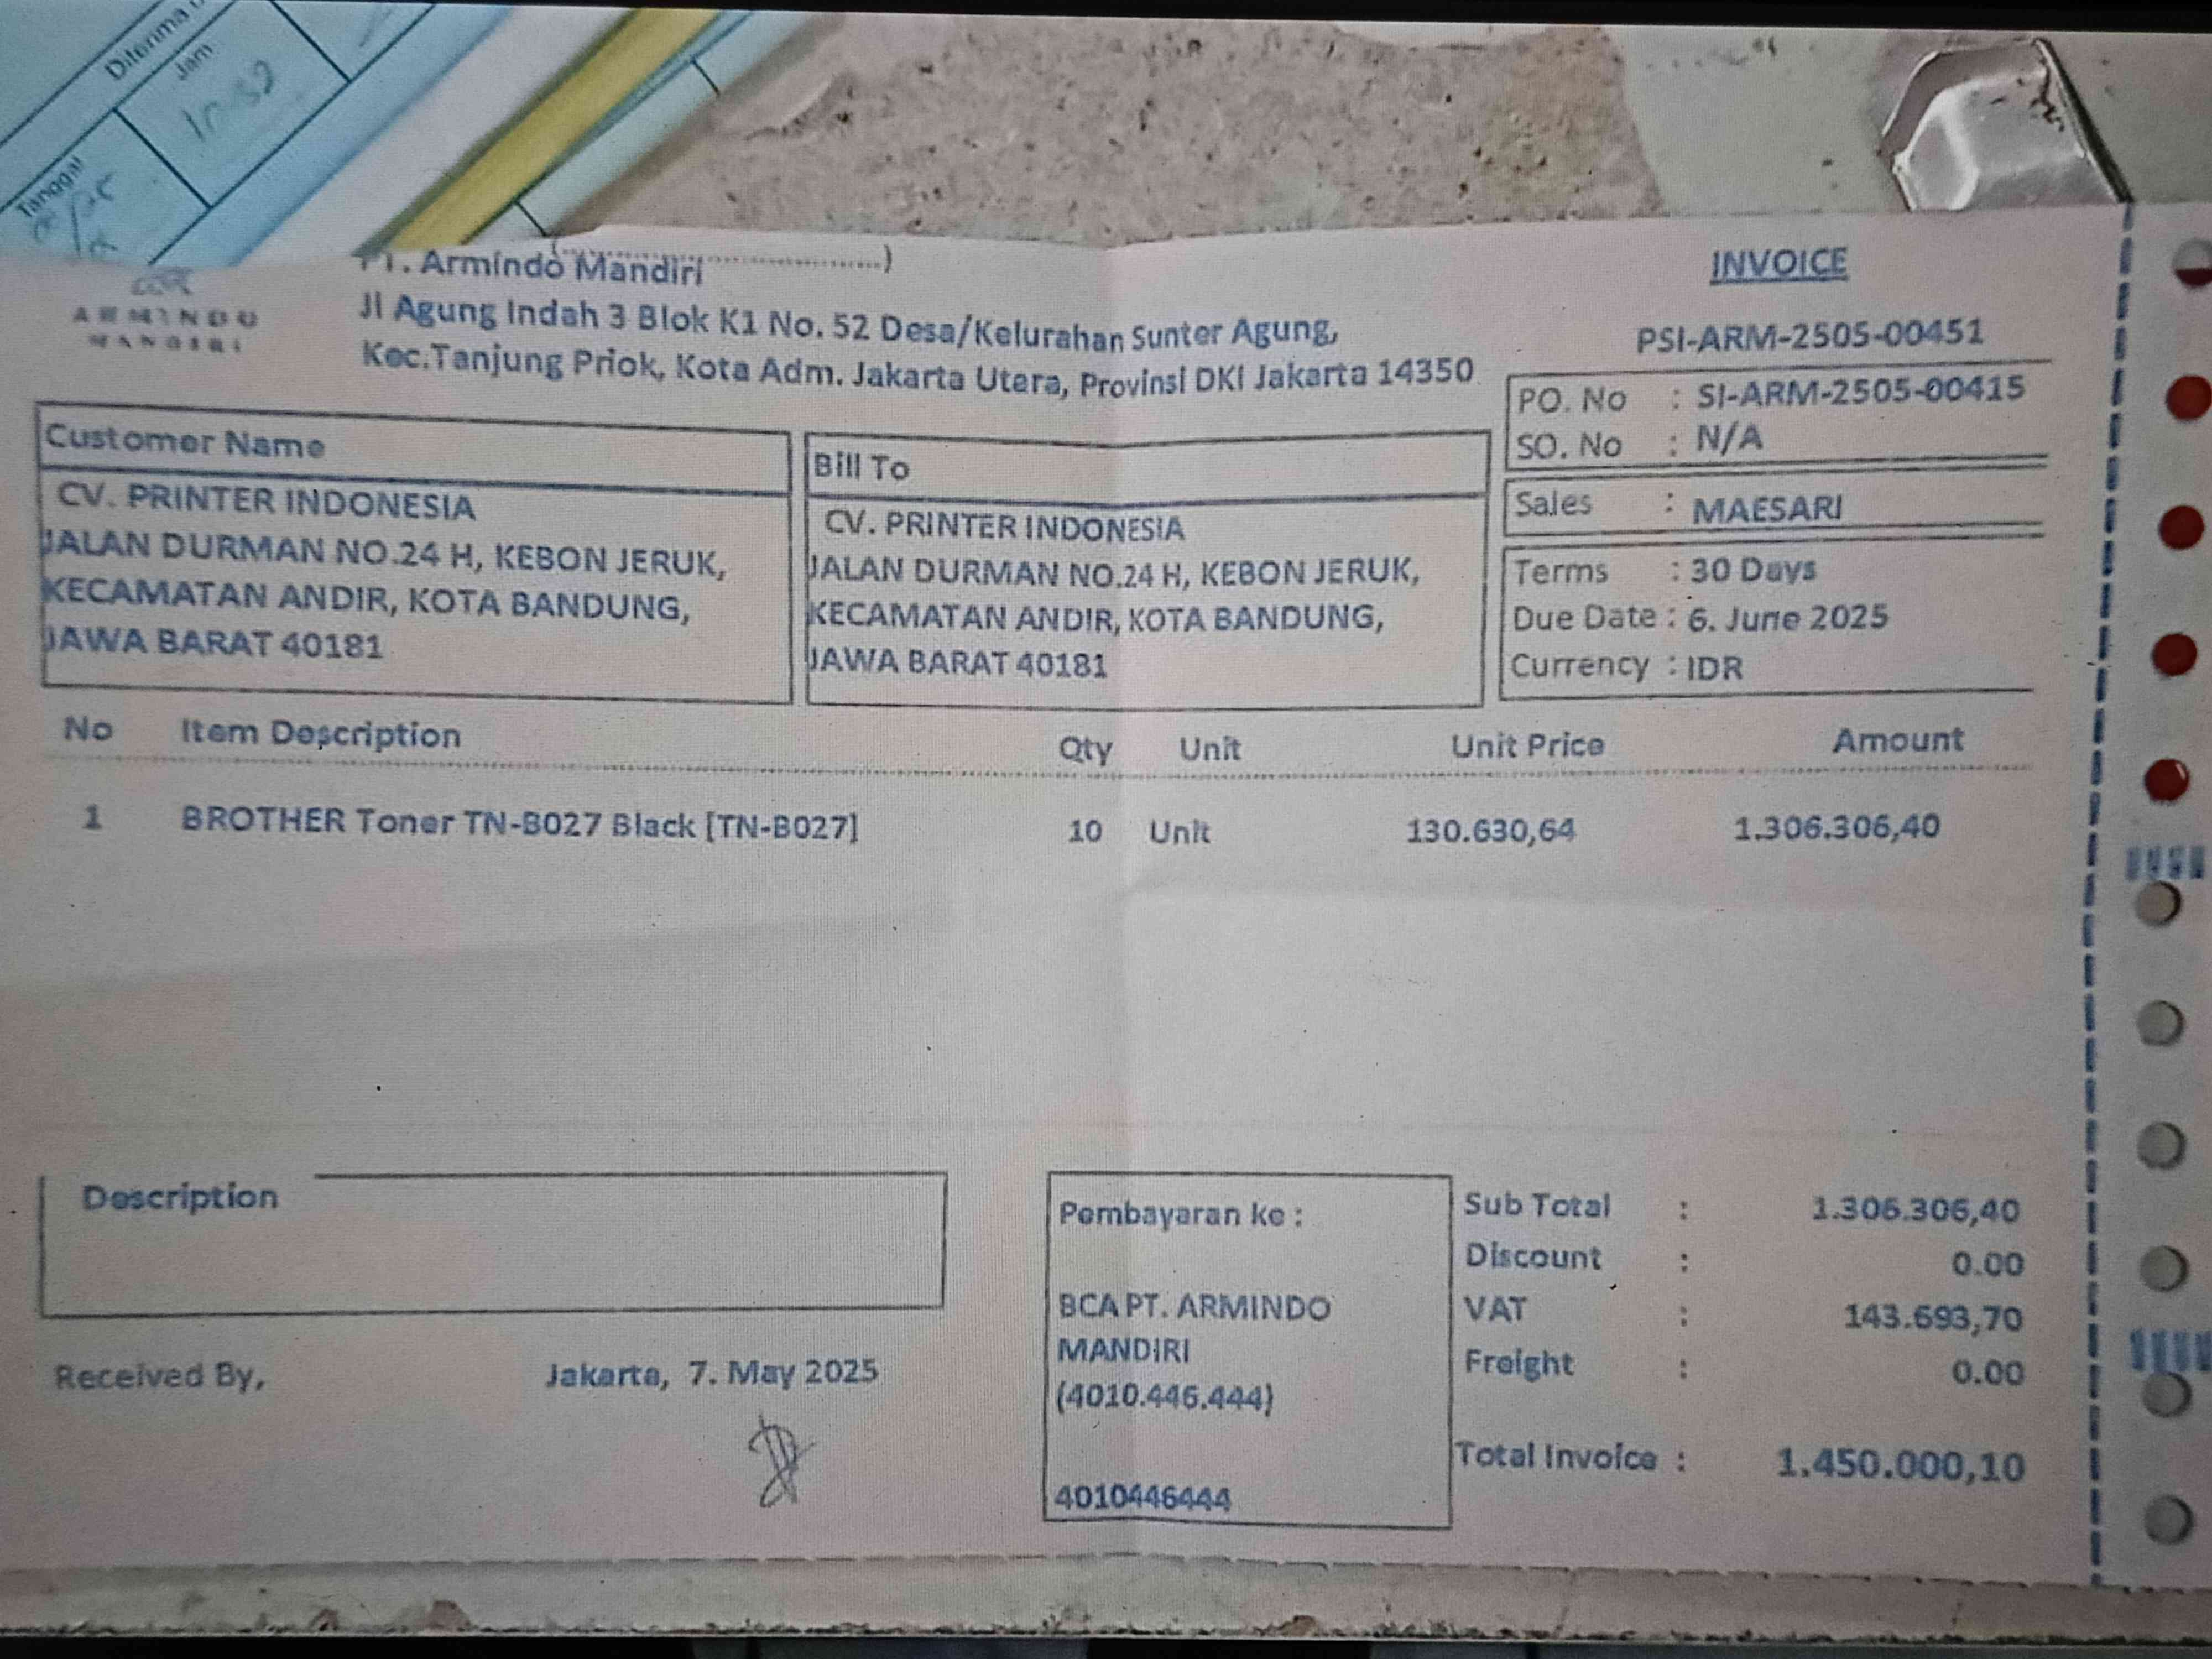 Diterima
Jam
Tanggal
PT. Armindo Mandiri
ARMINDO
MANDIRI
Jl Agung Indah 3 Blok K1 No. 52 Desa/Kelurahan Sunter Agung,
Kec.Tanjung Priok, Kota Adm. Jakarta Utara, Provinsi DKI Jakarta 14350
INVOICE
PSI-ARM-2505-00451
PO. No : SI-ARM-2505-00415
SO. No : N/A
Sales : MAESARI
Terms : 30 Days
Due Date : 6. June 2025
Currency : IDR
Customer Name
CV. PRINTER INDONESIA
JALAN DURMAN NO.24 H, KEBON JERUK,
KECAMATAN ANDIR, KOTA BANDUNG,
JAWA BARAT 40181
Bill To
CV. PRINTER INDONESIA
JALAN DURMAN NO.24 H, KEBON JERUK,
KECAMATAN ANDIR, KOTA BANDUNG,
JAWA BARAT 40181
No Item Description Qty Unit Unit Price Amount
1 BROTHER Toner TN-B027 Black [TN-B027] 10 Unit 130.630,64 1.306.306,40
Description
Received By,
Jakarta, 7. May 2025
Pembayaran ke :
BCA PT. ARMINDO
MANDIRI
(4010.446.444)
4010446444
Sub Total : 1.306.306,40
Discount : 0.00
VAT : 143.693,70
Freight : 0.00
Total Invoice : 1.450.000,10